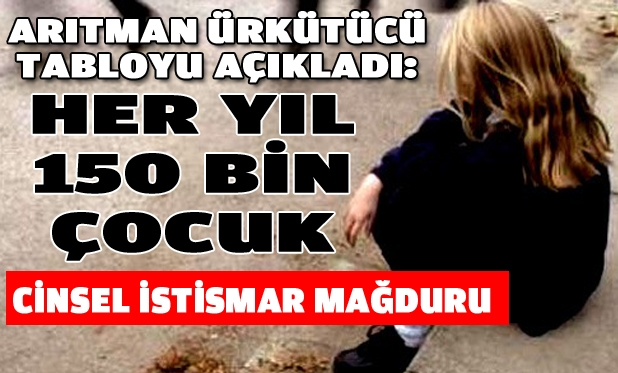 ARITMAN ÜRKÜTÜCÜ
TABLOYU AÇIKLADI:
HER YIL
150 BİN
ÇOCUK
CİNSEL İSTİSMAR MAĞDURU